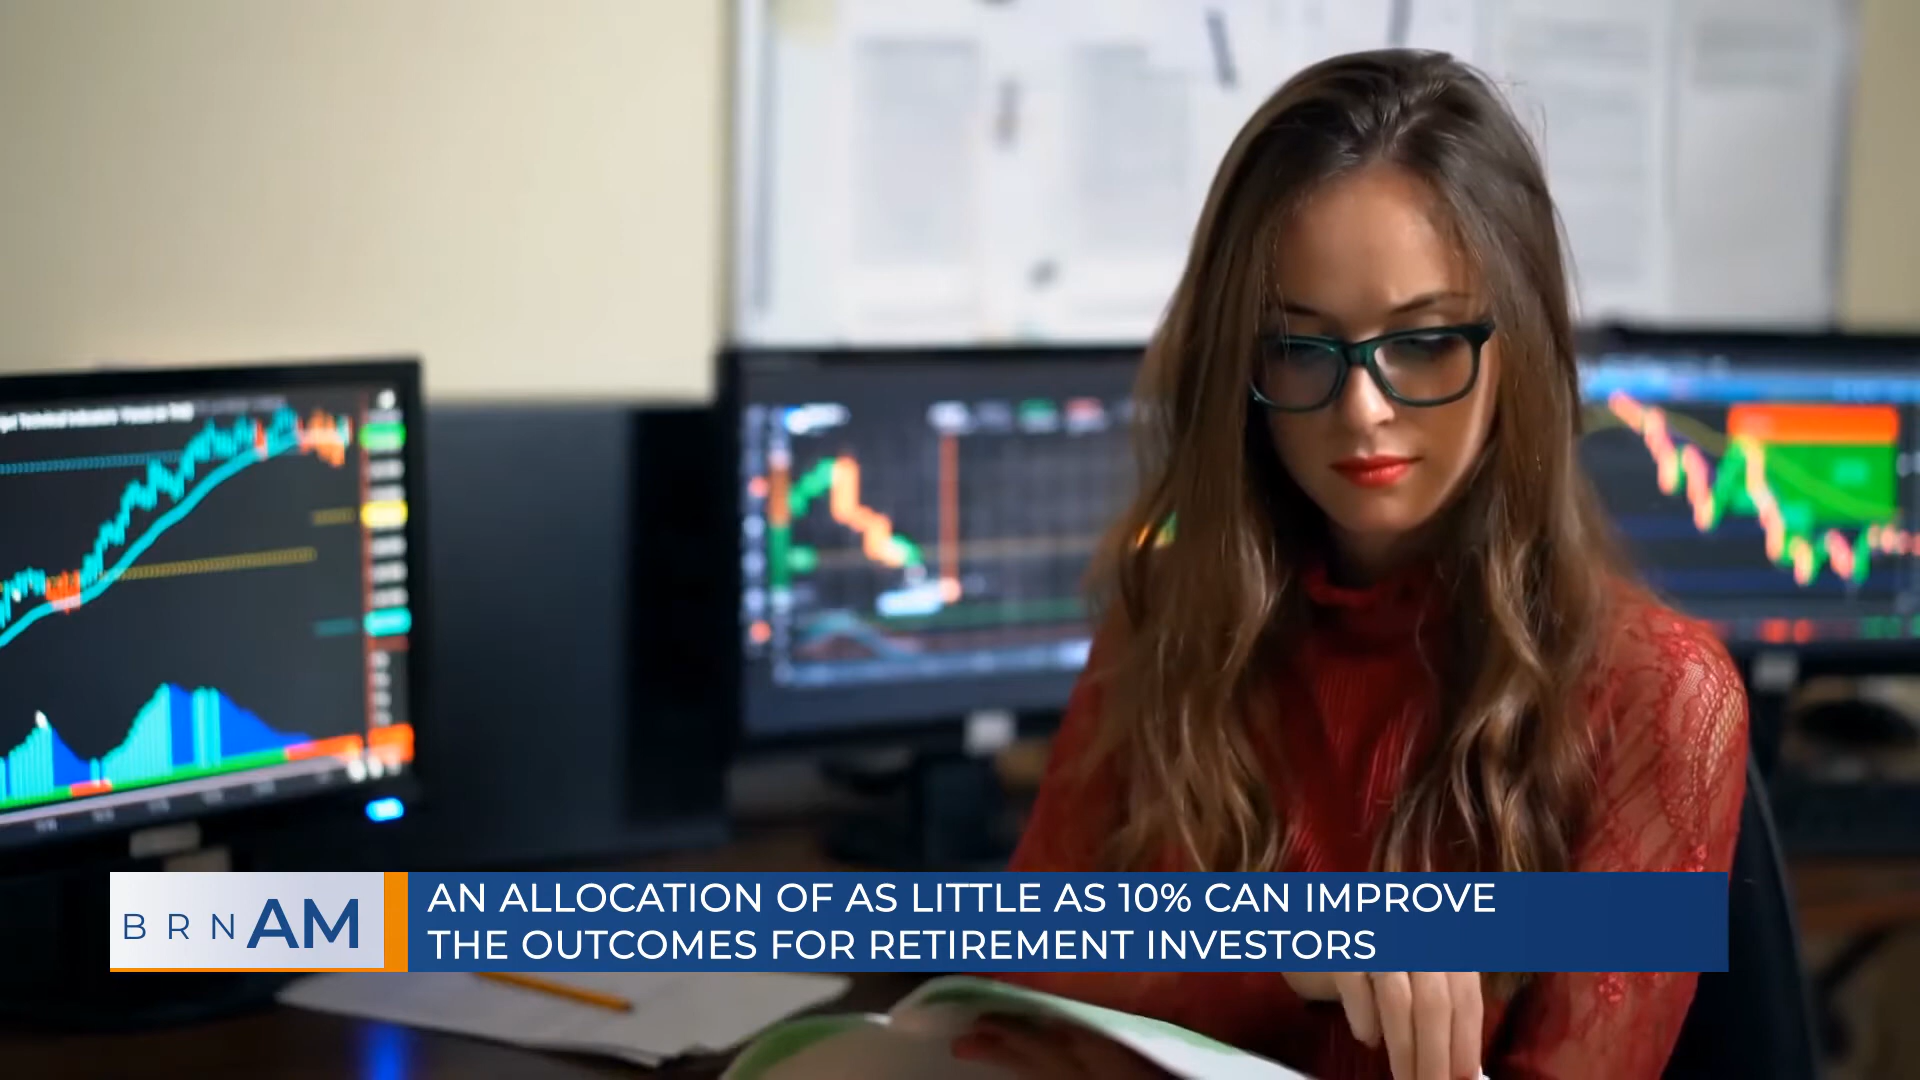 BRN AM
AN ALLOCATION OF AS LITTLE AS 10% CAN IMPROVE
THE OUTCOMES FOR RETIREMENT INVESTORS